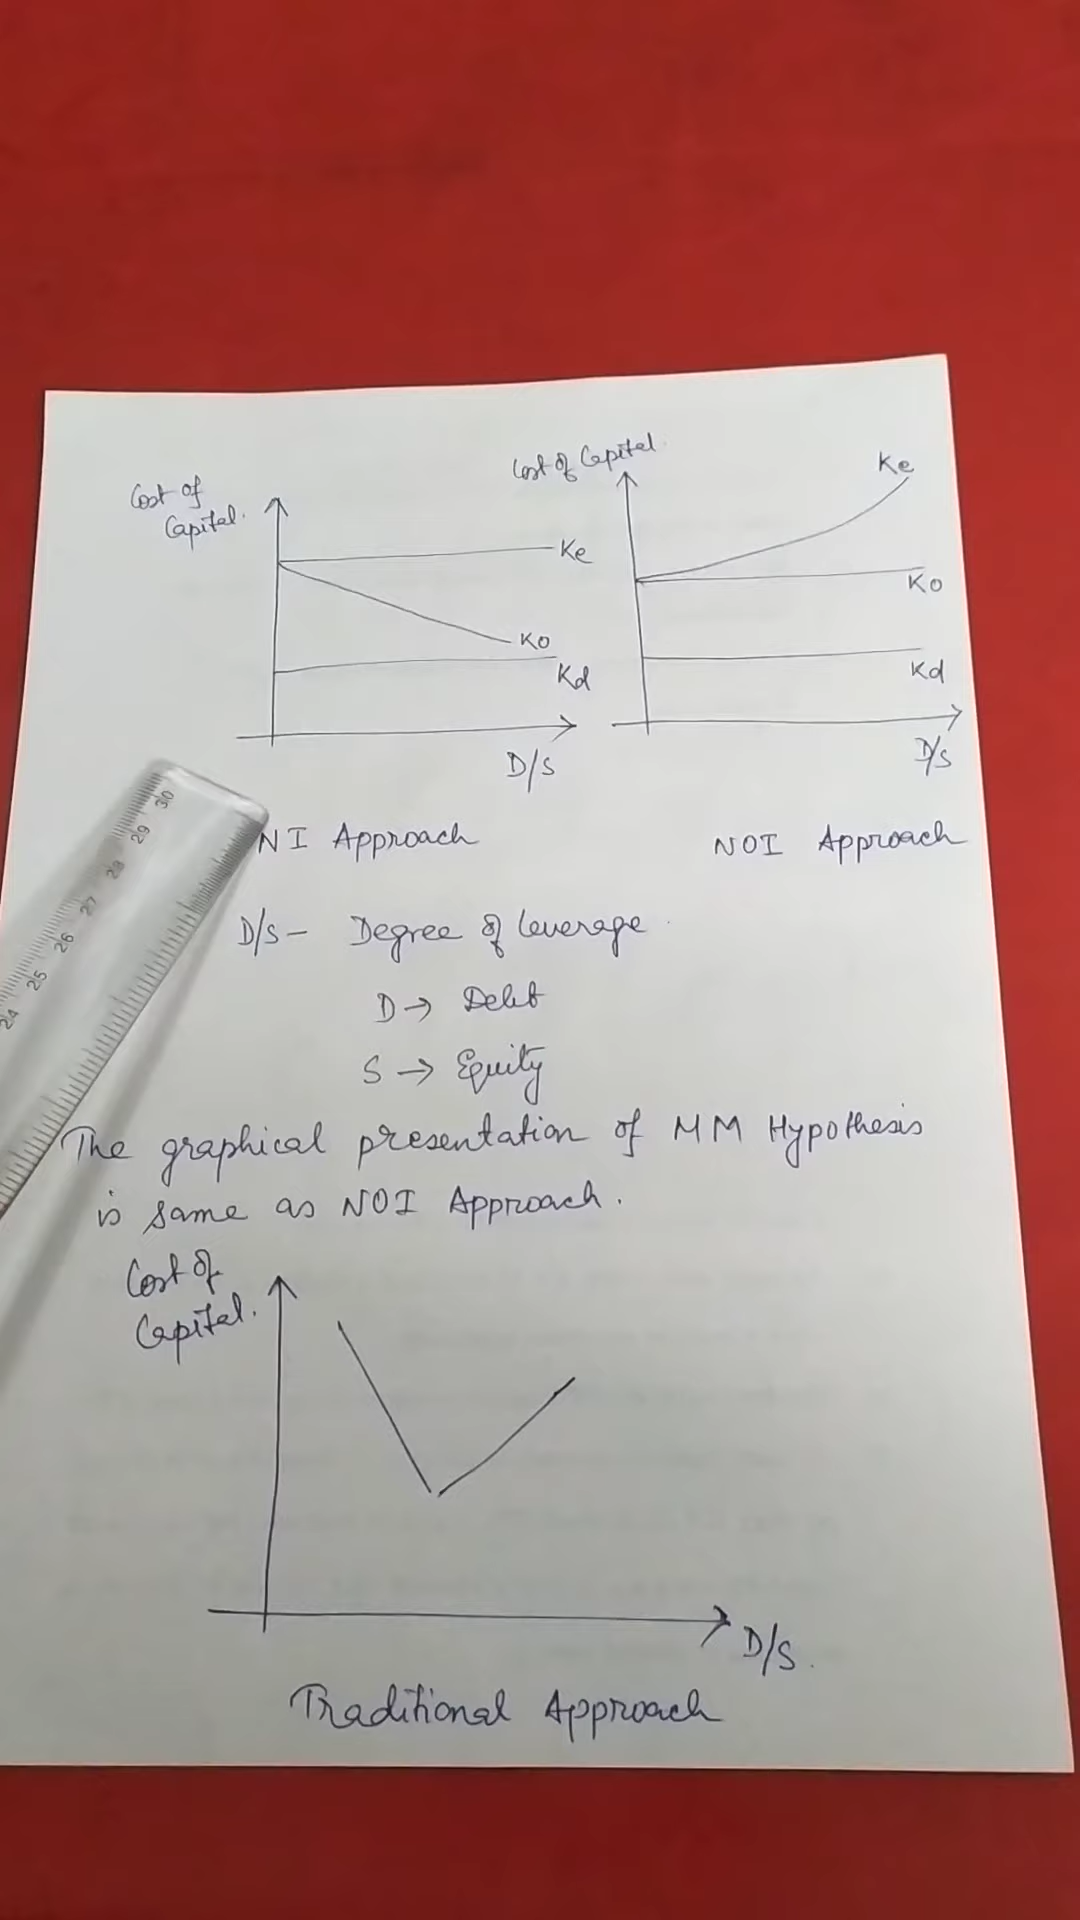 Cost of
Capital.
Ke
Ko
Kd
D/S
NI Approach
Cost of Capital.
Ke
Ko
Kd
D/S
NOI Approach
30
29
28
27
26
25
24
D/S - Degree of leverage
D → Debt
S → Equity
The graphical presentation of MM Hypothesis
is same as NOI Approach.
Cost of
Capital.
D/S.
Traditional Approach